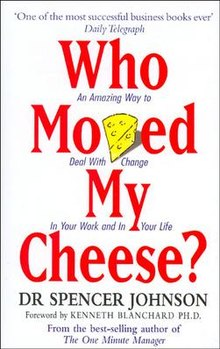 'One of the most successful business books ever'
Daily Telegraph
Who
An Amazing Way to
Moved
Deal With Change
My
In Your Work and In Your Life
Cheese?
DR SPENCER JOHNSON
Foreword by KENNETH BLANCHARD PH.D.
From the best-selling author of
The One Minute Manager